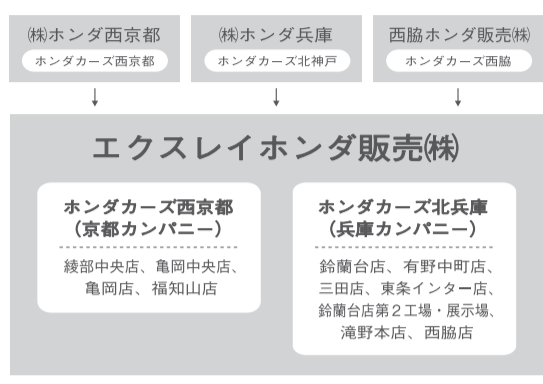 ㈱ホンダ西京都
ホンダカーズ西京都
㈱ホンダ兵庫
ホンダカーズ北神戸
西脇ホンダ販売㈱
ホンダカーズ西脇
エクスレイホンダ販売㈱
ホンダカーズ西京都
（京都カンパニー）
綾部中央店、亀岡中央店、
亀岡店、福知山店
ホンダカーズ北兵庫
（兵庫カンパニー）
鈴蘭台店、有野中町店、
三田店、東条インター店、
鈴蘭台店第２工場・展示場、
滝野本店、西脇店